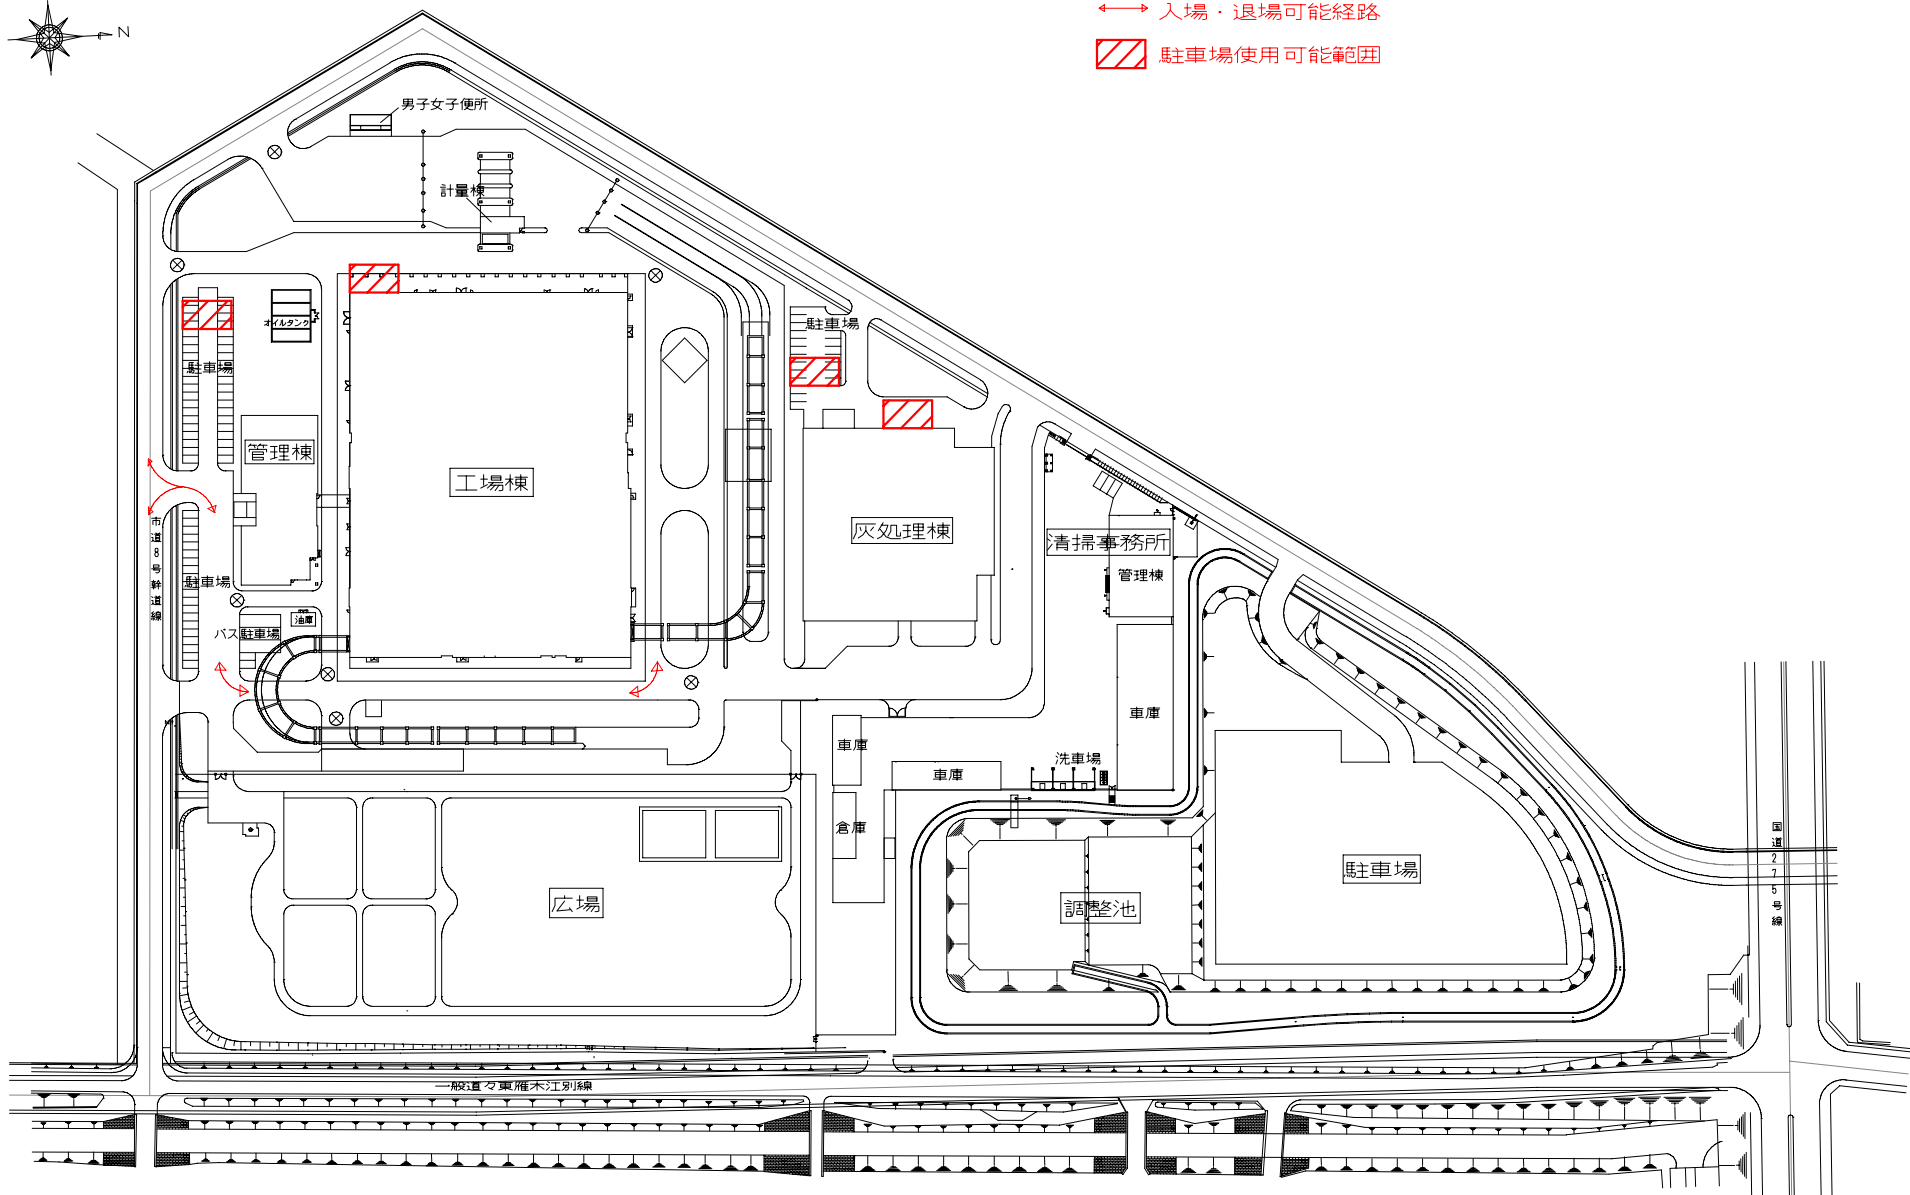 入場・退場可能経路
N
駐車場使用可能範囲
男子女子便所
計量棟
オイルタンク
駐車場
駐車場
管理棟
工場棟
灰処理棟
清掃事務所
管理棟
市道8号幹道線
駐車場
油庫
バス駐車場
車庫
車庫
洗車場
車庫
倉庫
国道275号線
駐車場
広場
調整池
一般道々東雁木江別線